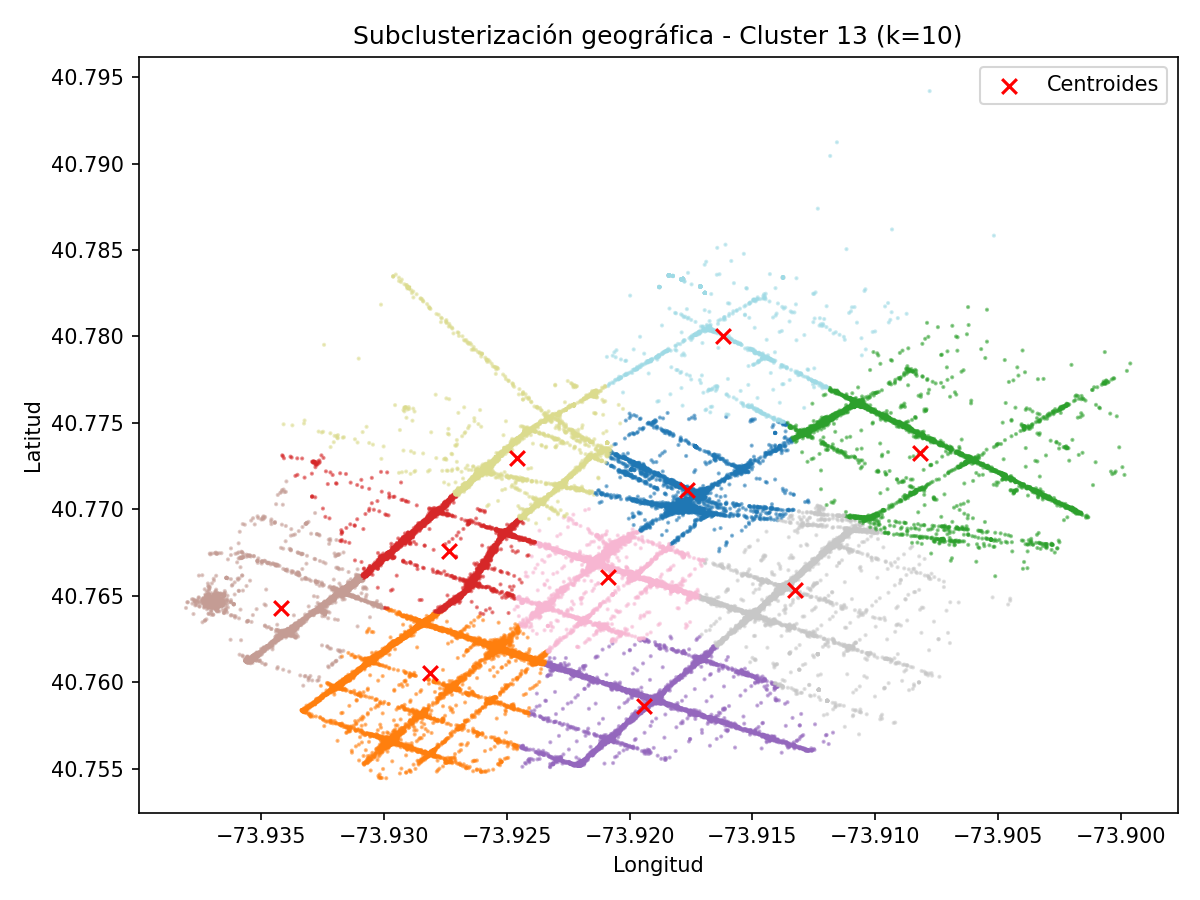 Subclusterización geográfica - Cluster 13 (k=10)
Centroides
40.795
40.790
40.785
40.780
40.775
40.770
40.765
40.760
40.755
Latitud
−73.935 −73.930 −73.925 −73.920 −73.915 −73.910 −73.905 −73.900
Longitud